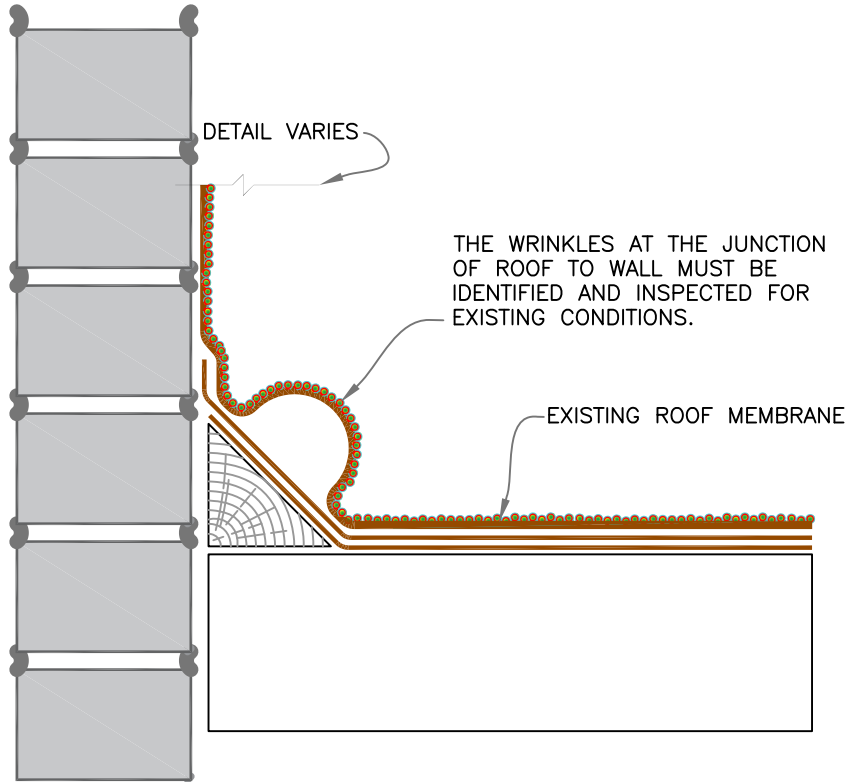 DETAIL VARIES
THE WRINKLES AT THE JUNCTION
OF ROOF TO WALL MUST BE
IDENTIFIED AND INSPECTED FOR
EXISTING CONDITIONS.
EXISTING ROOF MEMBRANE